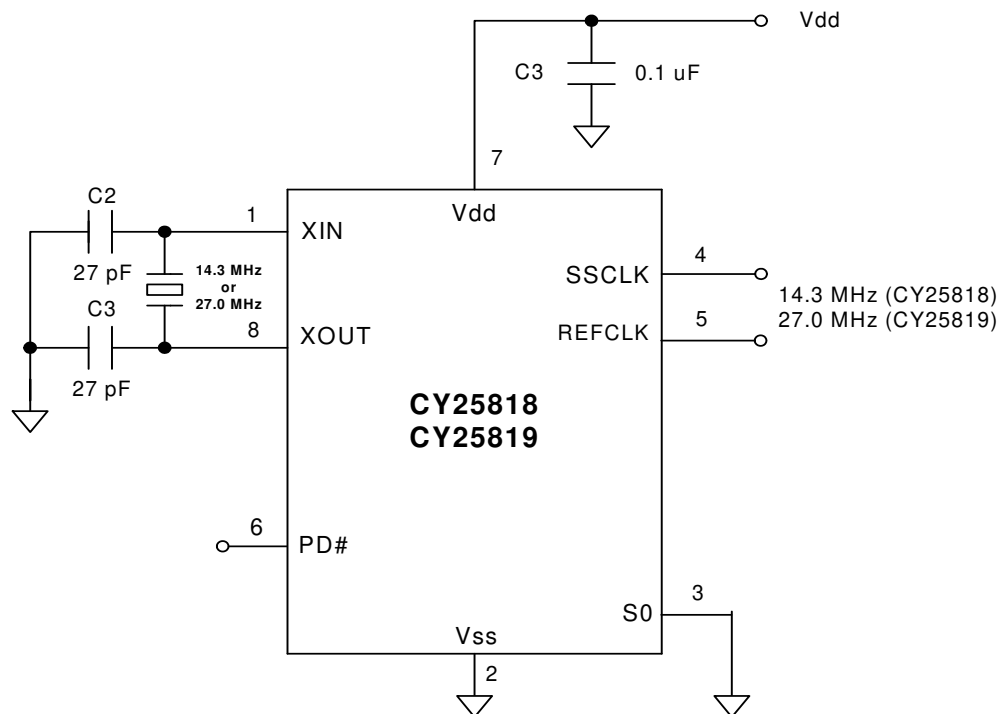 Vdd
C3 0.1 uF
7
C2
1
XIN
Vdd
27 pF
14.3 MHz
or
27.0 MHz
SSCLK
4
14.3 MHz (CY25818)
27.0 MHz (CY25819)
C3
8
XOUT
REFCLK
5
27 pF
CY25818
CY25819
6
PD#
3
S0
Vss
2